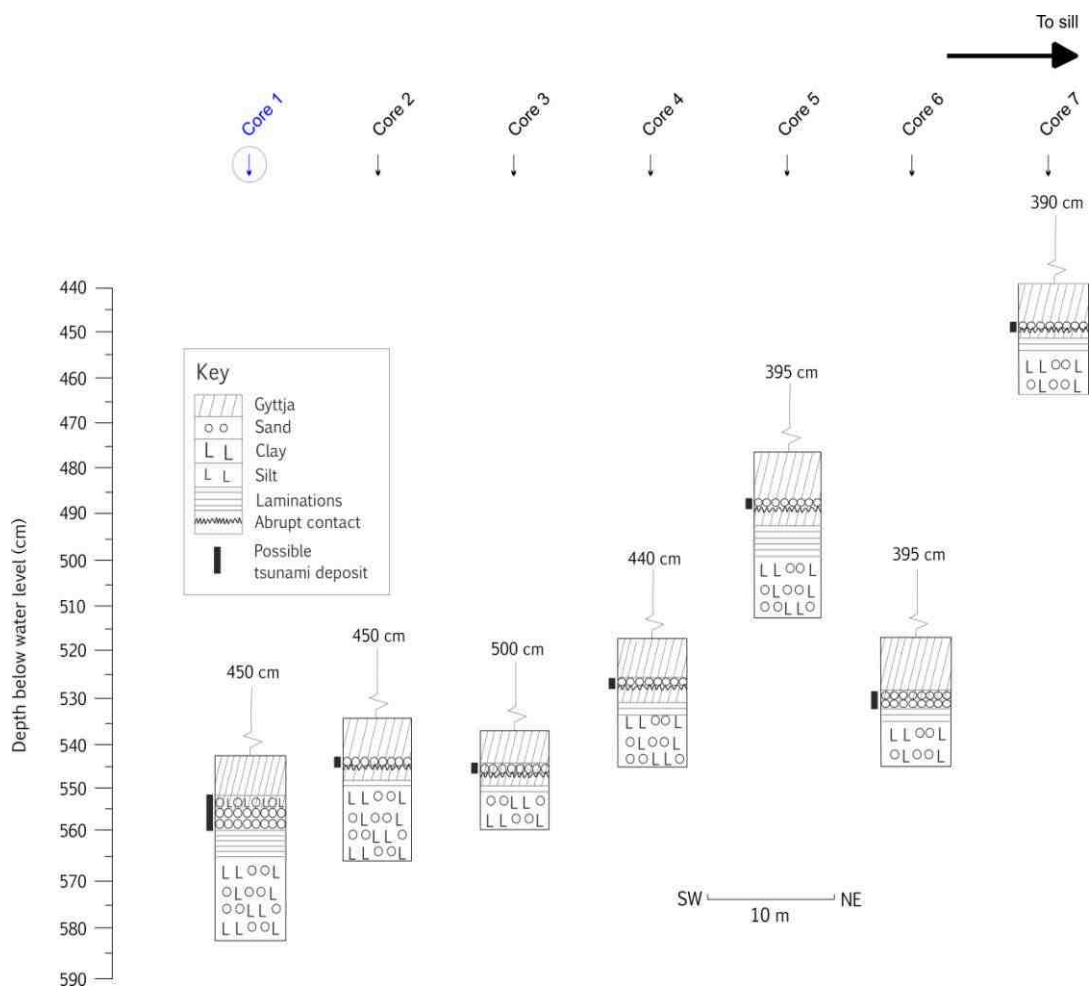 To sill
Core 1
Core 2
Core 3
Core 4
Core 5
Core 6
Core 7
390 cm
440
450
460
470
480
490
500
510
520
530
540
550
560
570
580
590
Depth below water level (cm)
Key
Gyttja
Sand
L L
Clay
L L
Silt
Laminations
Abrupt contact
Possible
tsunami deposit
395 cm
440 cm
395 cm
450 cm
500 cm
450 cm
SW
NE
10 m